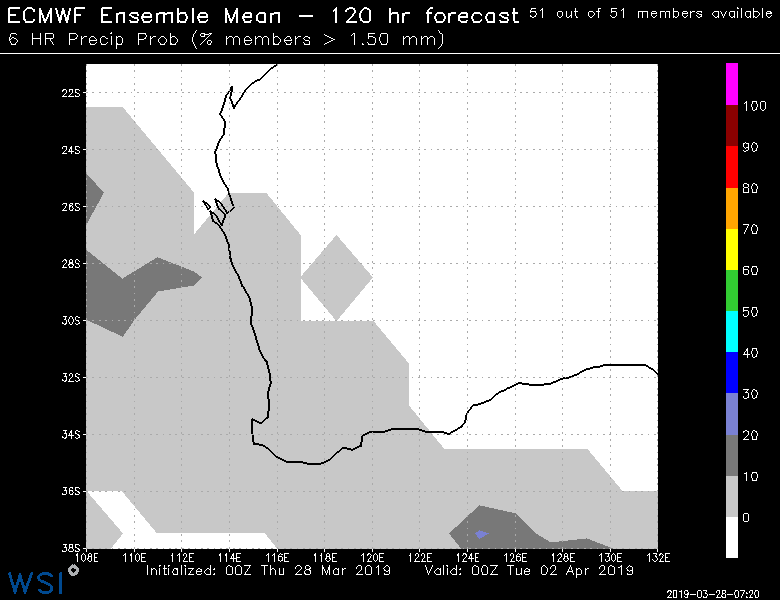 ECMWF Ensemble Mean – 120 hr forecast 51 out of 51 members available
6 HR Precip Prob (% members > 1.50 mm)
22S
24S
26S
28S
30S
32S
34S
36S
38S
108E 110E 112E 114E 116E 118E 120E 122E 124E 126E 128E 130E 132E
100
90
80
70
60
50
40
30
20
10
0
Initialized: 00Z Thu 28 Mar 2019 Valid: 00Z Tue 02 Apr 2019
WSI
2019-03-28-07:20